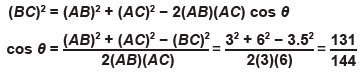 (BC)² = (AB)² + (AC)² – 2(AB)(AC) cos θ
cos θ = (AB)² + (AC)² – (BC)² / 2(AB)(AC) = 3² + 6² – 3.5² / 2(3)(6) = 131 / 144